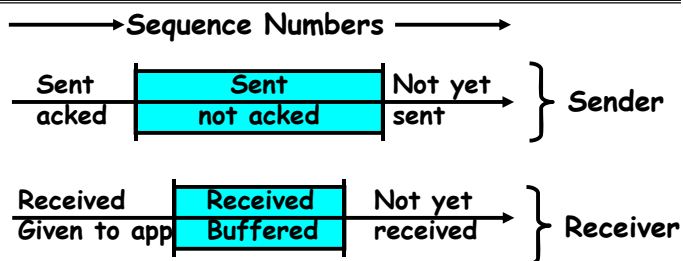 Sequence Numbers
Sent Sent Not yet
acked not acked sent
Sender
Received Received Not yet
Given to app Buffered received
Receiver